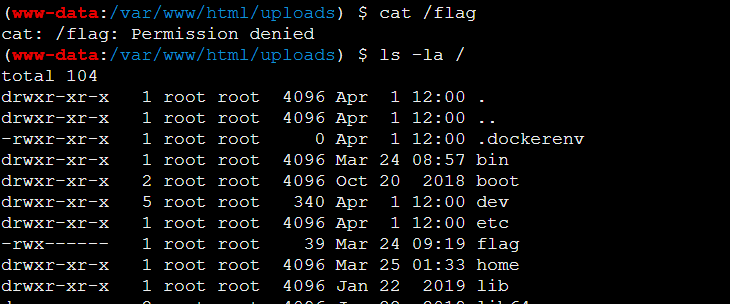 (www-data:/var/www/html/uploads) $ cat /flag
cat: /flag: Permission denied
(www-data:/var/www/html/uploads) $ ls -la /
total 104
drwxr-xr-x   1 root root  4096 Apr  1 12:00 .
drwxr-xr-x   1 root root  4096 Apr  1 12:00 ..
-rwxr-xr-x   1 root root     0 Apr  1 12:00 .dockerenv
drwxr-xr-x   1 root root  4096 Mar 24 08:57 bin
drwxr-xr-x   2 root root  4096 Oct 20  2018 boot
drwxr-xr-x   5 root root   340 Apr  1 12:00 dev
drwxr-xr-x   1 root root  4096 Apr  1 12:00 etc
-rwx------   1 root root    39 Mar 24 09:19 flag
drwxr-xr-x   1 root root  4096 Mar 25 01:33 home
drwxr-xr-x   1 root root  4096 Jan 22  2019 lib